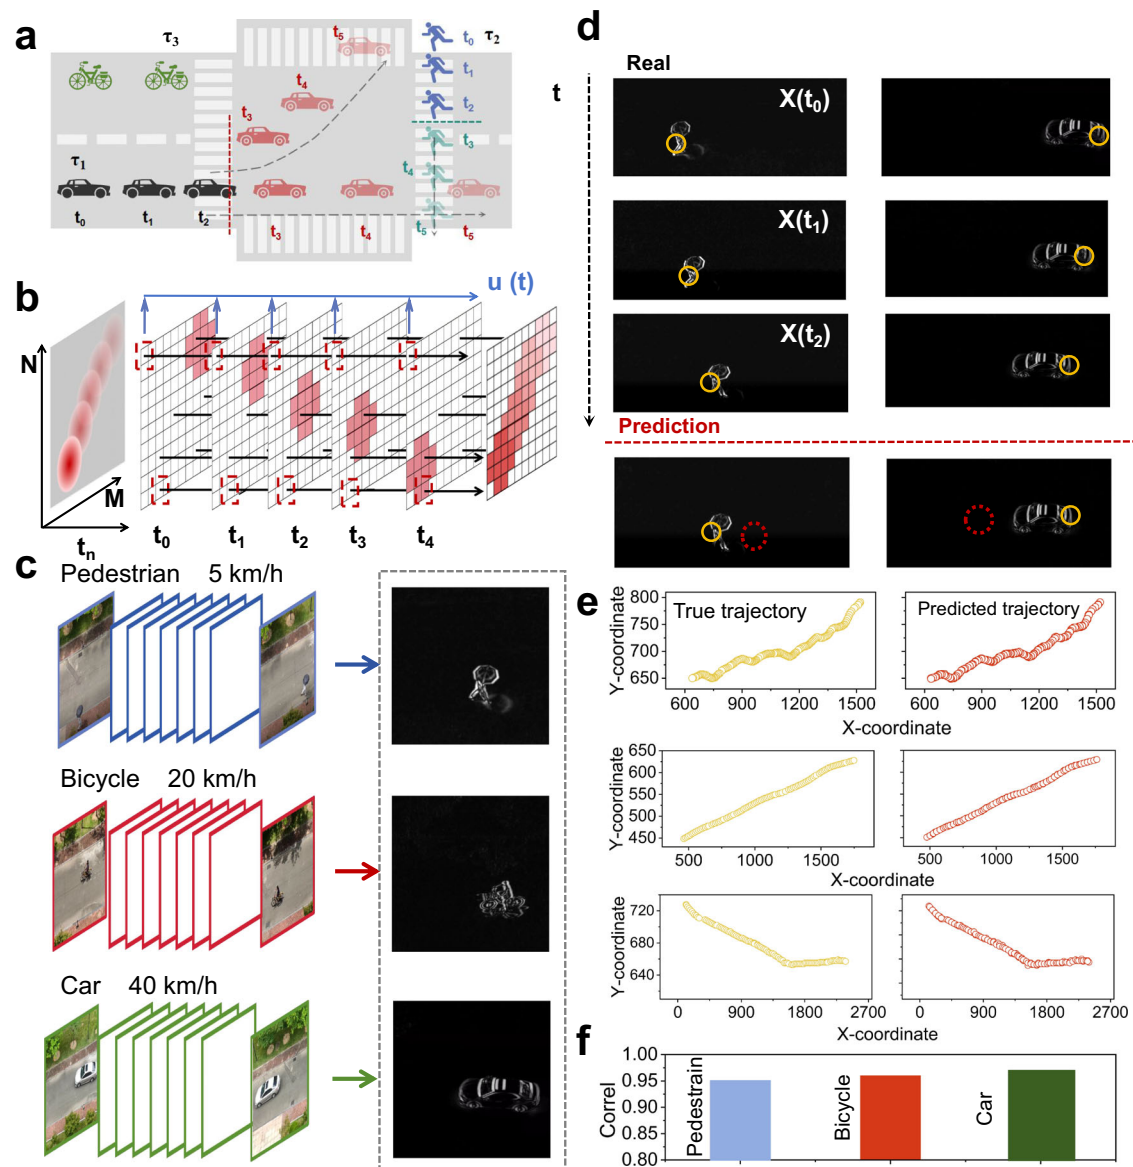 a
τ3
t5
t0
τ2
t1
t4
t2
t3
t3
τ1
t4
t0
t1
t2
t3
t4
t5
t5
b
u (t)
N
M
tn
t0
t1
t2
t3
t4
c
Pedestrian 5 km/h
Bicycle 20 km/h
Car 40 km/h
d
Real
t
X(t0)
X(t1)
X(t2)
Prediction
e
Y-coordinate
800
750
700
650
True trajectory
Predicted trajectory
600 900 1200 1500
600 900 1200 1500
X-coordinate
X-coordinate
Y-coordinate
650
600
550
500
450
500 1000 1500
500 1000 1500
X-coordinate
X-coordinate
Y-coordinate
720
680
640
0 900 1800 2700
0 900 1800 2700
X-coordinate
X-coordinate
f
Correl
1.00
0.95
0.90
0.85
0.80
Pedestrain
Bicycle
Car